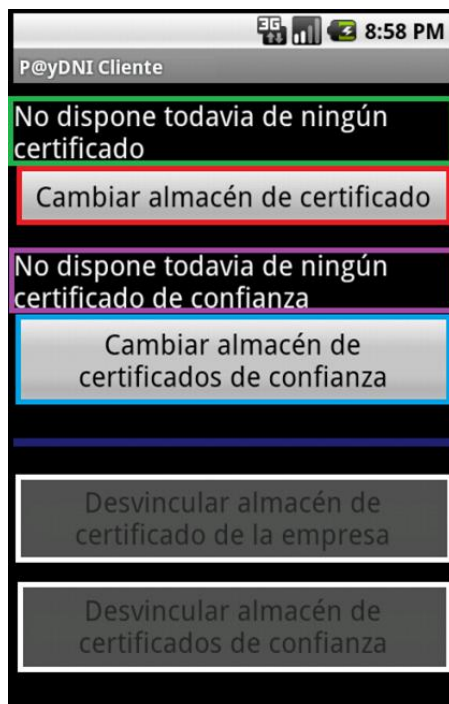 3G 8:58 PM
P@yDNI Cliente
No dispone todavia de ningún
certificado
Cambiar almacén de certificado
No dispone todavia de ningún
certificado de confianza
Cambiar almacén de
certificados de confianza
Desvincular almacén de
certificado de la empresa
Desvincular almacén de
certificados de confianza